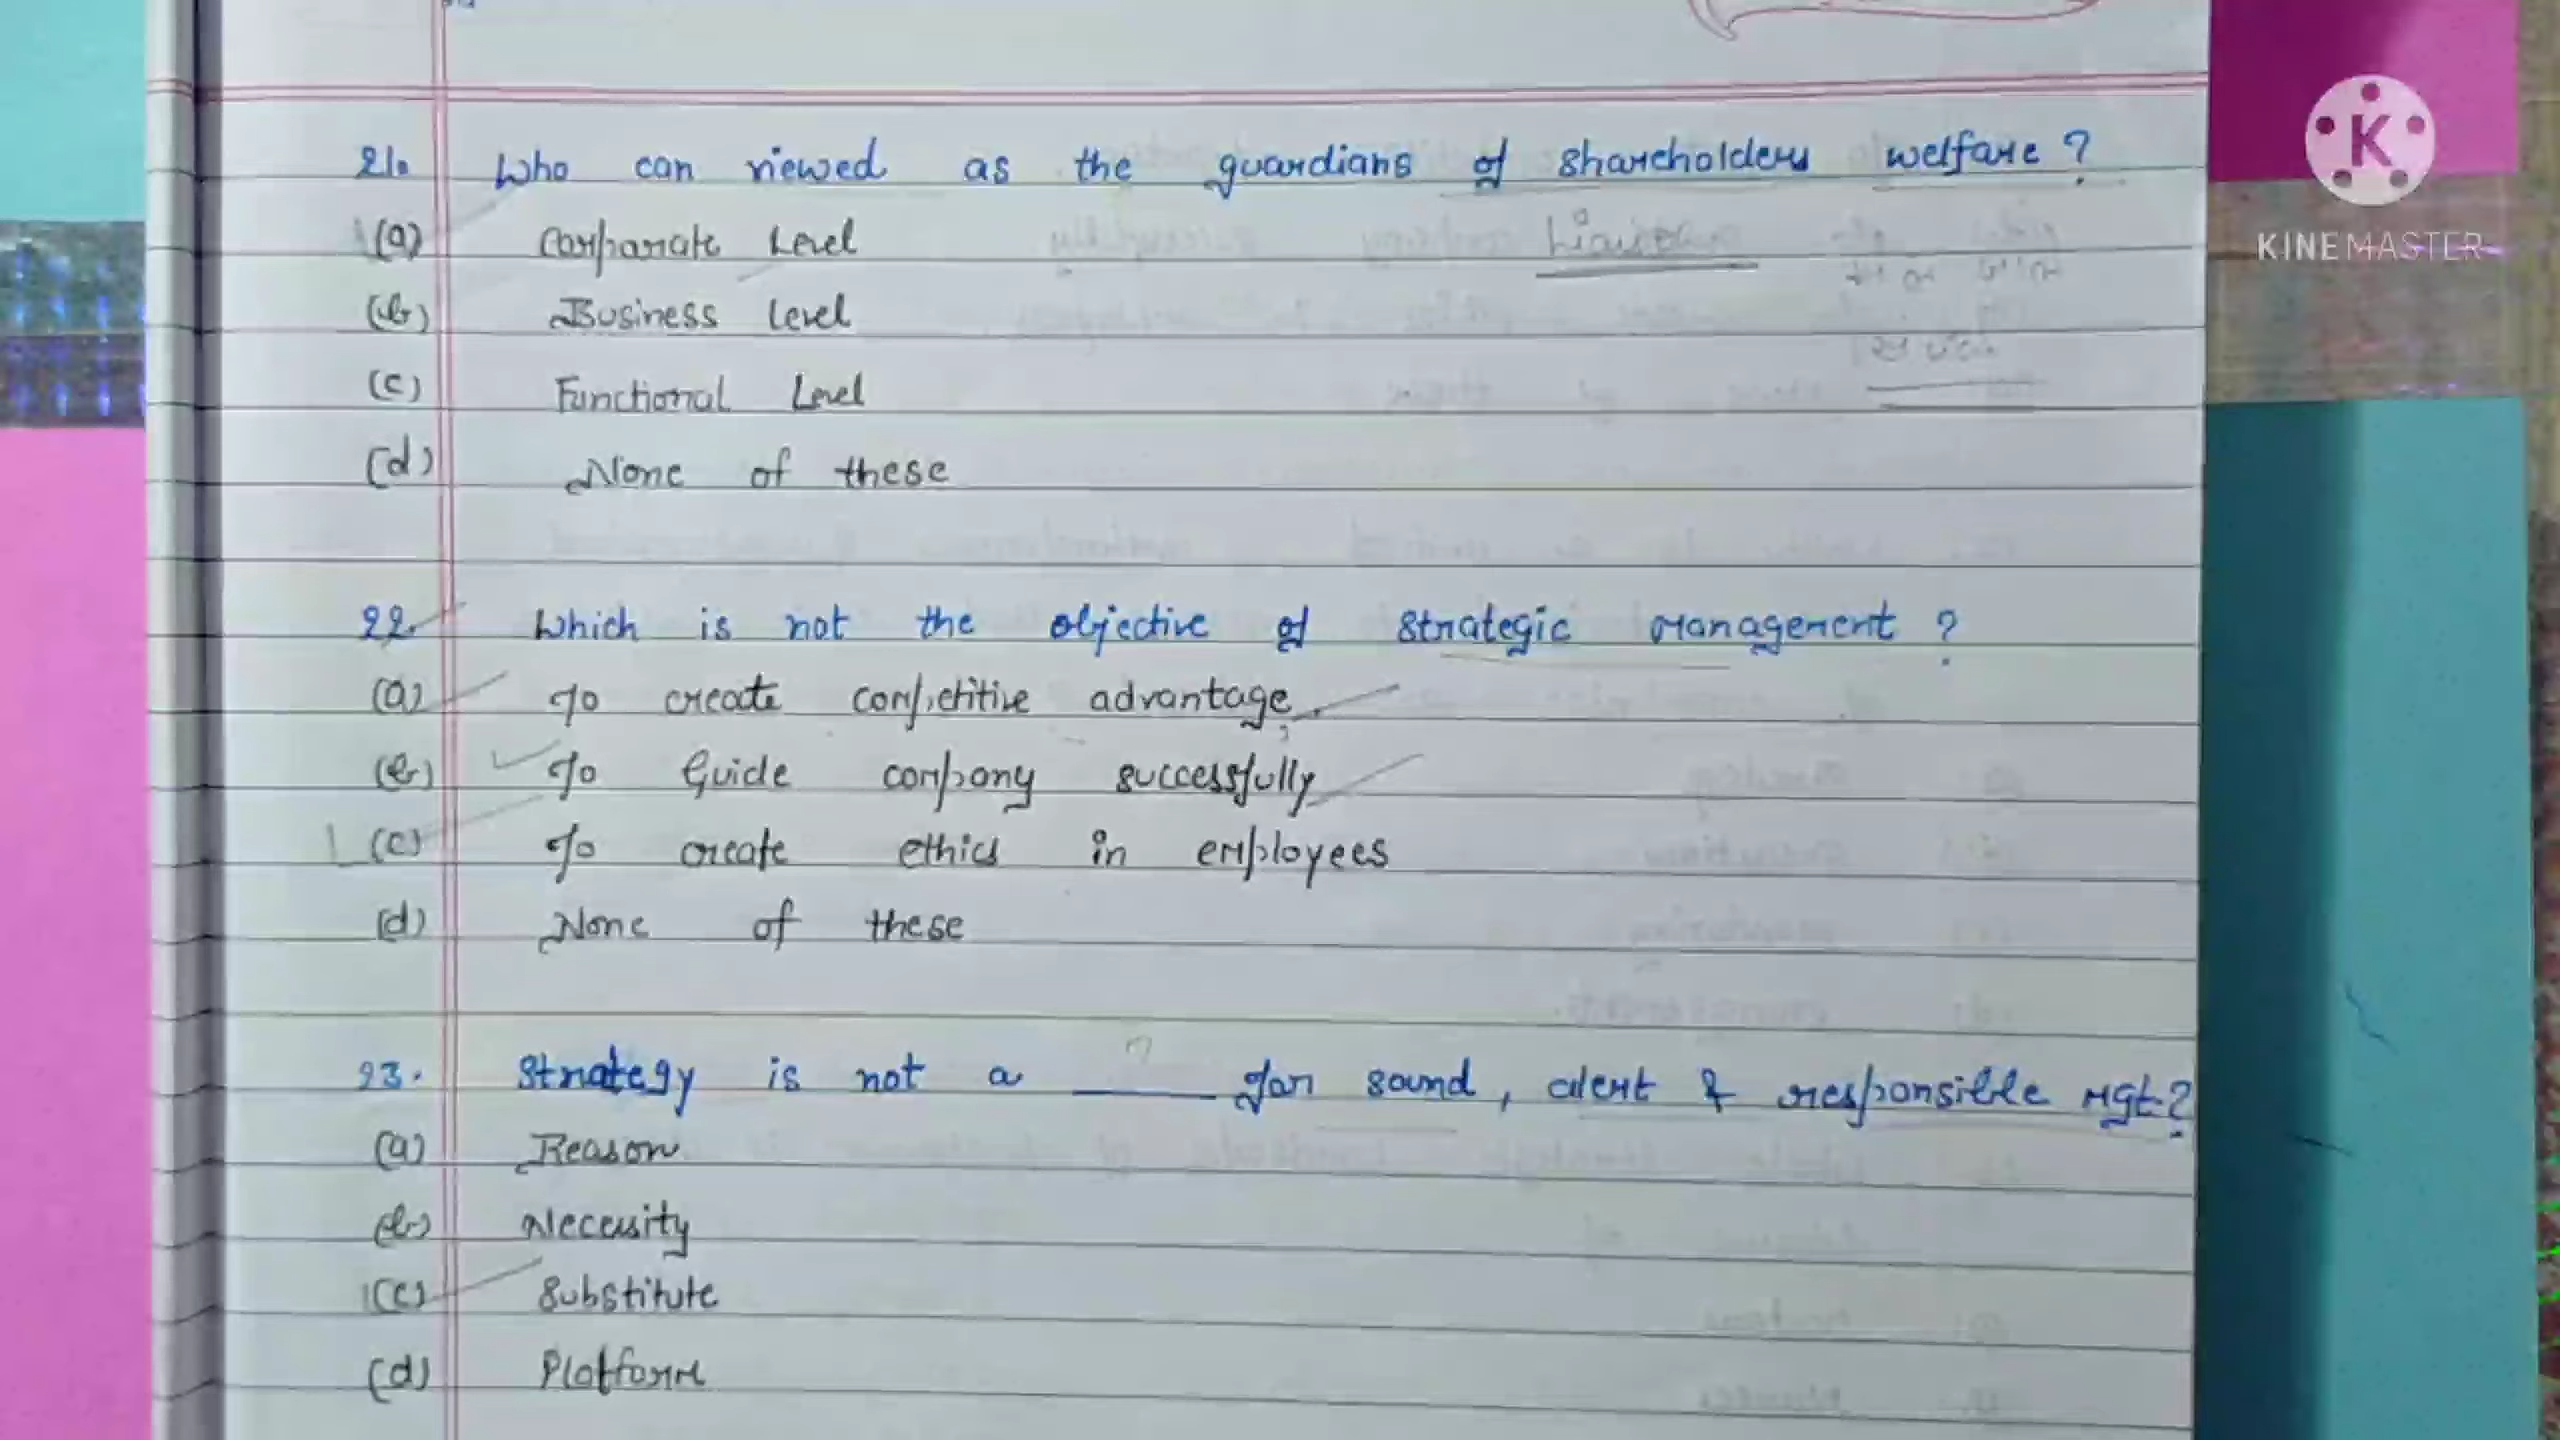 21. Who can viewed as the guardians of shareholders welfare ?
(a) Corporate Level
Liaison
(b) Business level
(c) Functional Level
(d) None of these
22. Which is not the objective of strategic management ?
(a) To create competitive advantage,
(b) To Guide company successfully
(c) To create ethics in employees
(d) None of these
23. Strategy is not a ____ for sound, alert & responsible mgt?
(a) Reason
(b) Necessity
(c) Substitute
(d) Platform
KINEMASTER